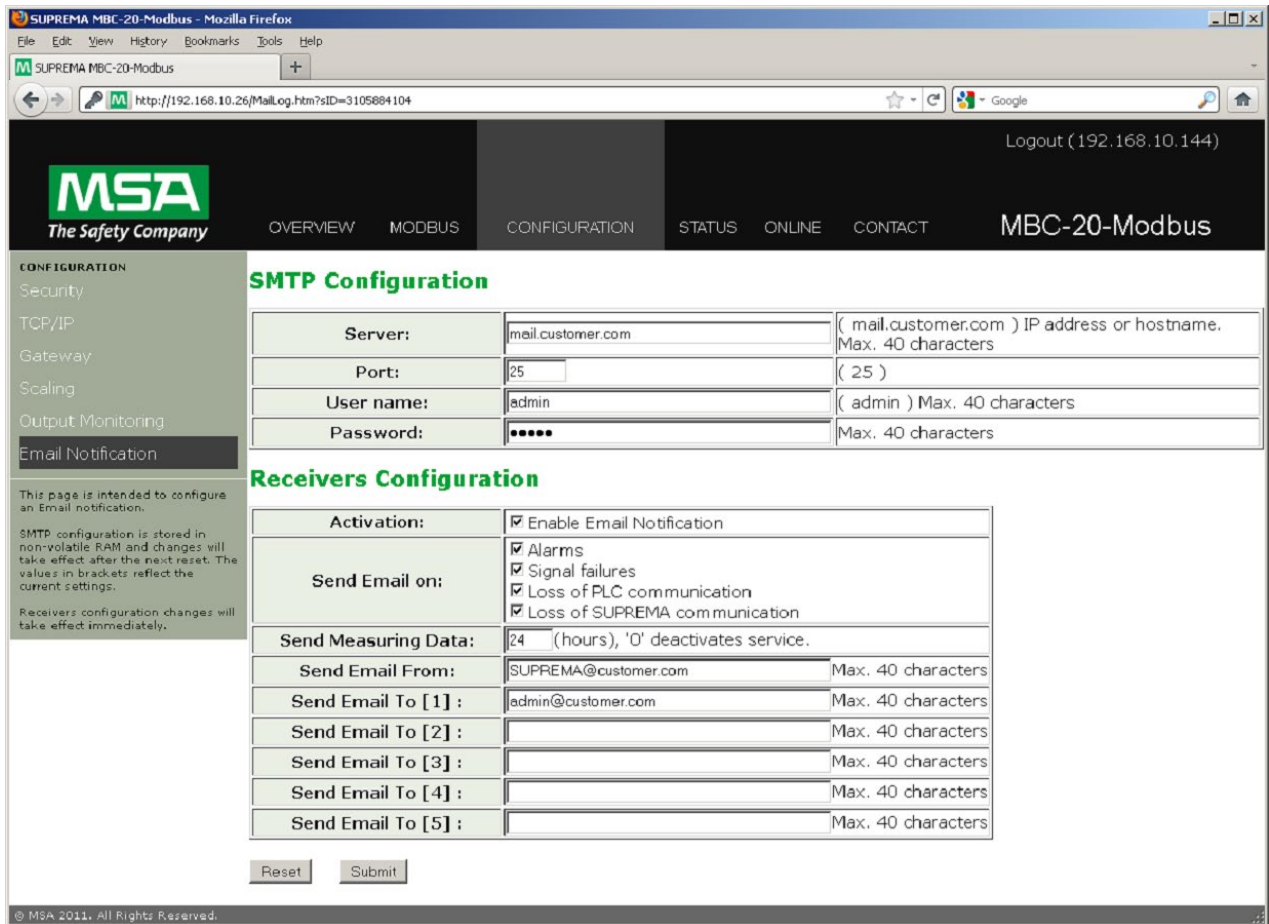 SUPREMA MBC-20-Modbus - Mozilla Firefox
File Edit View History Bookmarks Tools Help
SUPREMA MBC-20-Modbus +
http://192.168.10.26/MailLog.htm?sID=3105884104 Google
Logout (192.168.10.144)
MSA
The Safety Company
OVERVIEW MODBUS CONFIGURATION STATUS ONLINE CONTACT MBC-20-Modbus
CONFIGURATION
Security
TCP/IP
Gateway
Scaling
Output Monitoring
Email Notification
This page is intended to configure
an Email notification.
SMTP configuration is stored in
non-volatile RAM and changes will
take effect after the next reset. The
values in brackets reflect the
current settings.
Receivers configuration changes will
take effect immediately.
SMTP Configuration
Server: mail.customer.com ( mail.customer.com ) IP address or hostname.
Max. 40 characters
Port: 25 ( 25 )
User name: admin ( admin ) Max. 40 characters
Password: ••••• Max. 40 characters
Receivers Configuration
Activation: Enable Email Notification
Send Email on:
Alarms
Signal failures
Loss of PLC communication
Loss of SUPREMA communication
Send Measuring Data: 24 (hours), '0' deactivates service.
Send Email From: SUPREMA@customer.com Max. 40 characters
Send Email To [1] : admin@customer.com Max. 40 characters
Send Email To [2] : Max. 40 characters
Send Email To [3] : Max. 40 characters
Send Email To [4] : Max. 40 characters
Send Email To [5] : Max. 40 characters
Reset Submit
© MSA 2011. All Rights Reserved.